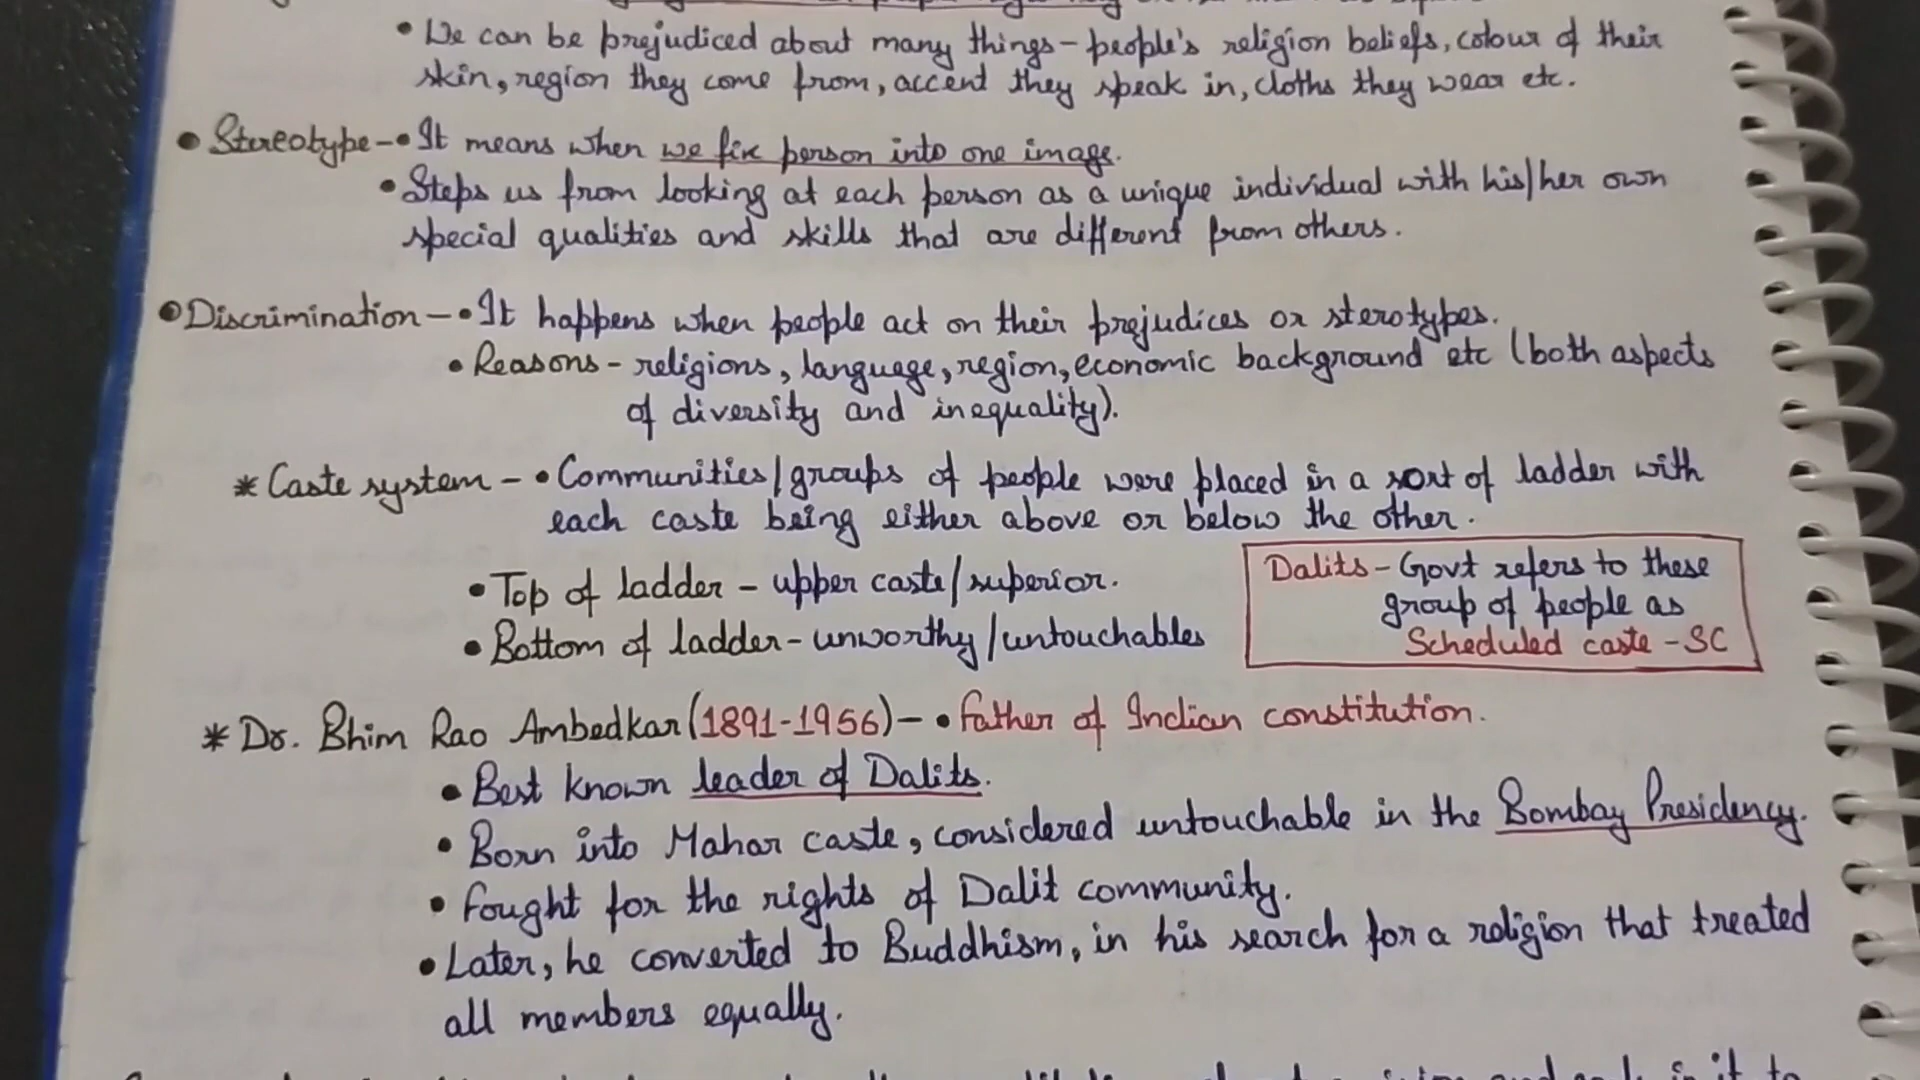 • We can be prejudiced about many things - people's religion beliefs, colour of their
skin, region they come from, accent they speak in, cloths they wear etc.
• Stereotype - • It means when we fix person into one image.
• Stops us from looking at each person as a unique individual with his/her own
special qualities and skills that are different from others.
• Discrimination - • It happens when people act on their prejudices or sterotypes.
• Reasons - religions, language, region, economic background etc (both aspects
of diversity and inequality).
* Caste system - • Communities/groups of people were placed in a sort of ladder with
each caste being either above or below the other.
• Top of ladder - upper caste/superior.
• Bottom of ladder - unworthy/untouchables
Dalits - Govt refers to these
group of people as
Scheduled caste - SC
* Dr. Bhim Rao Ambedkar (1891-1956) - • Father of Indian constitution.
• Best known leader of Dalits.
• Born into Mahar caste, considered untouchable in the Bombay Presidency.
• Fought for the rights of Dalit community.
• Later, he converted to Buddhism, in his search for a religion that treated
all members equally.